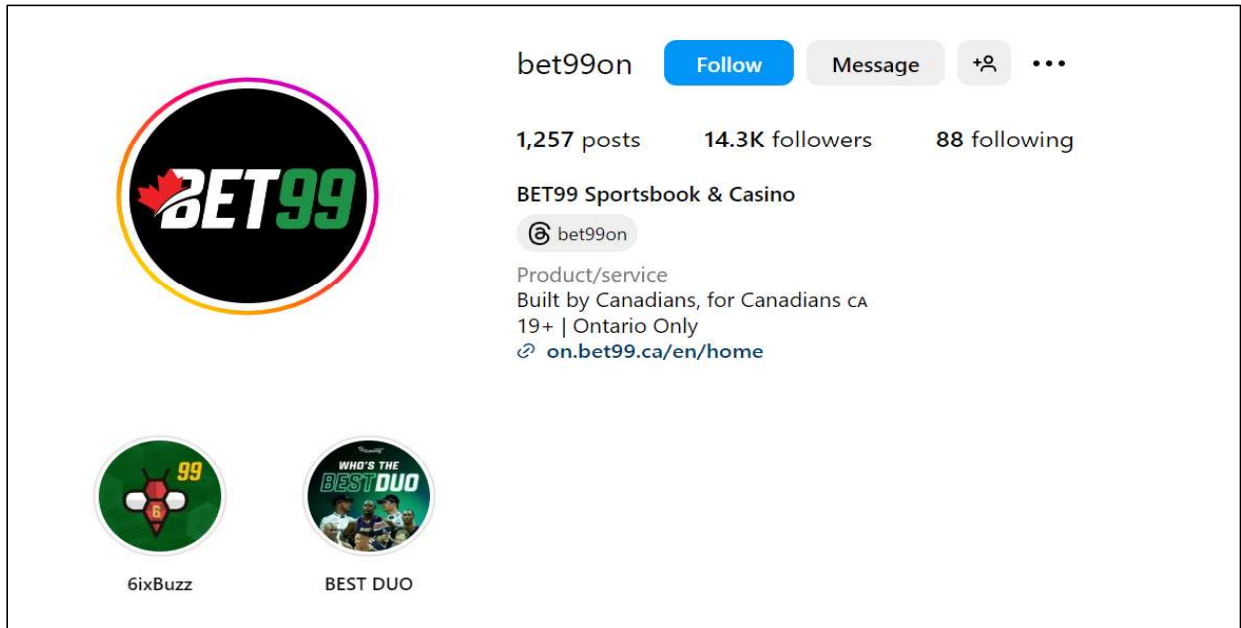 bet99on Follow Message
1,257 posts 14.3K followers 88 following
BET99 Sportsbook & Casino
bet99on
Product/service
Built by Canadians, for Canadians CA
19+ | Ontario Only
on.bet99.ca/en/home
BET99
99
6
WHO'S THE
BEST DUO
6ixBuzz
BEST DUO